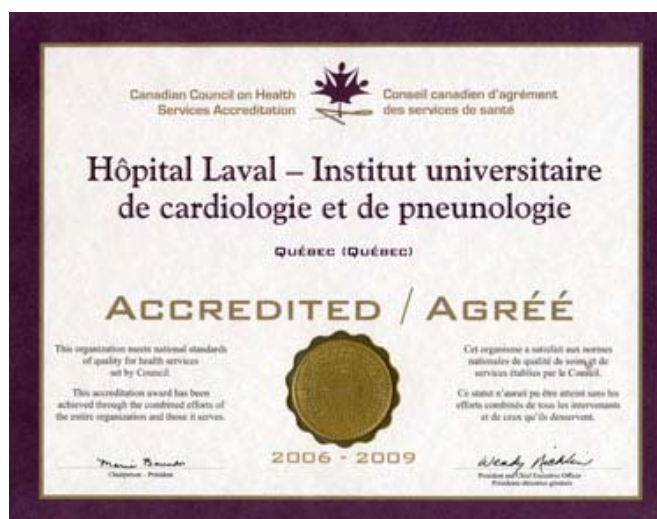 Canadian Council on Health
Services Accreditation
Conseil canadien d'agrément
des services de santé
Hôpital Laval – Institut universitaire
de cardiologie et de pneunologie
QUÉBEC (QUÉBEC)
ACCREDITED / AGRÉÉ
This organization meets national standards
of quality for health services
set by Council.
This accreditation award has been
achieved through the combined efforts of
the entire organization and those it serves.
Cet organisme a satisfait aux normes
nationales de qualité de soins et de
services établies par le Conseil.
Ce statut n'aurait pu être atteint sans les
efforts combinés de tous les intervenants
et de ceux qu'ils desservent.
2006 - 2009
Chairperson – Président
President and Chief Executive Officer –
Présidente-directrice générale